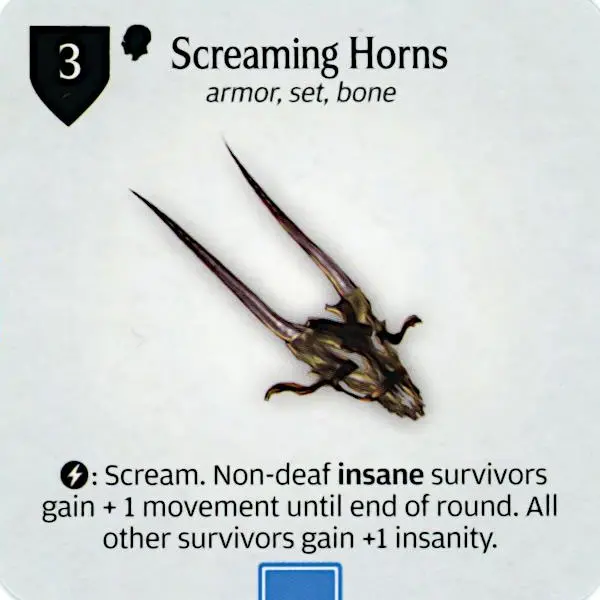 3
Screaming Horns
armor, set, bone
: Scream. Non-deaf insane survivors
gain + 1 movement until end of round. All
other survivors gain +1 insanity.